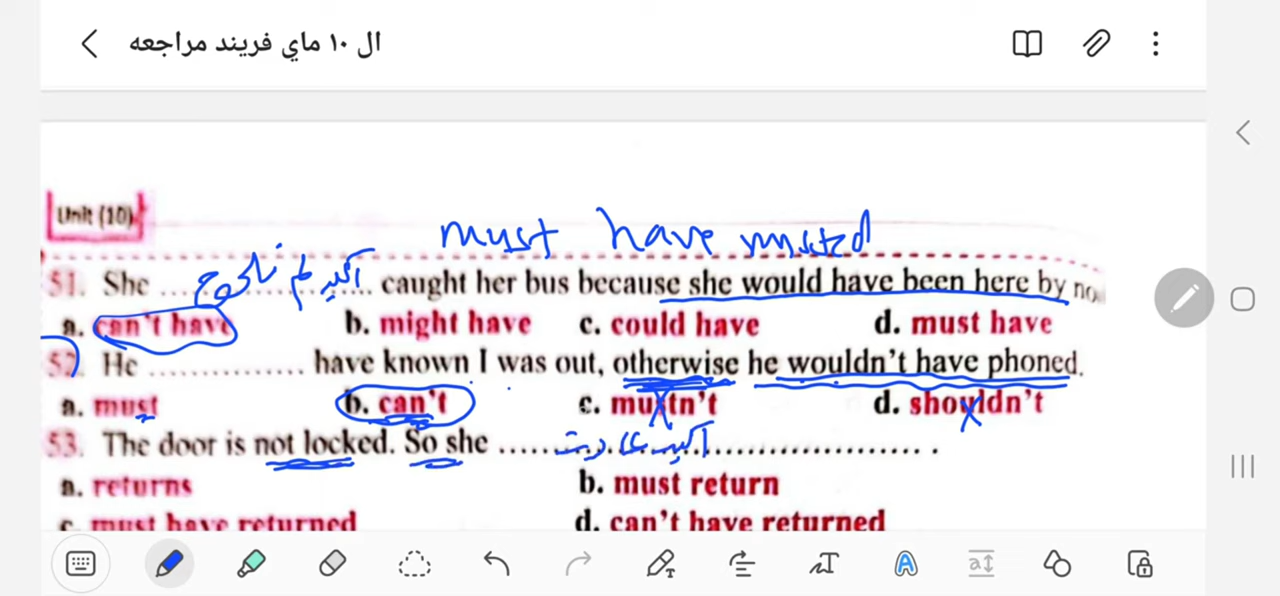 ال ١٠ ماي فريند مراجعه
Unit (10)
must have missed
51. She ................ caught her bus because she would have been here by no
a. can't have b. might have c. could have d. must have
52. He .............. have known I was out, otherwise he wouldn't have phoned.
a. must b. can't c. mustn't d. shouldn't
53. The door is not locked. So she ..... أكيد عادت ..................... .
a. returns b. must return
c. must have returned d. can't have returned